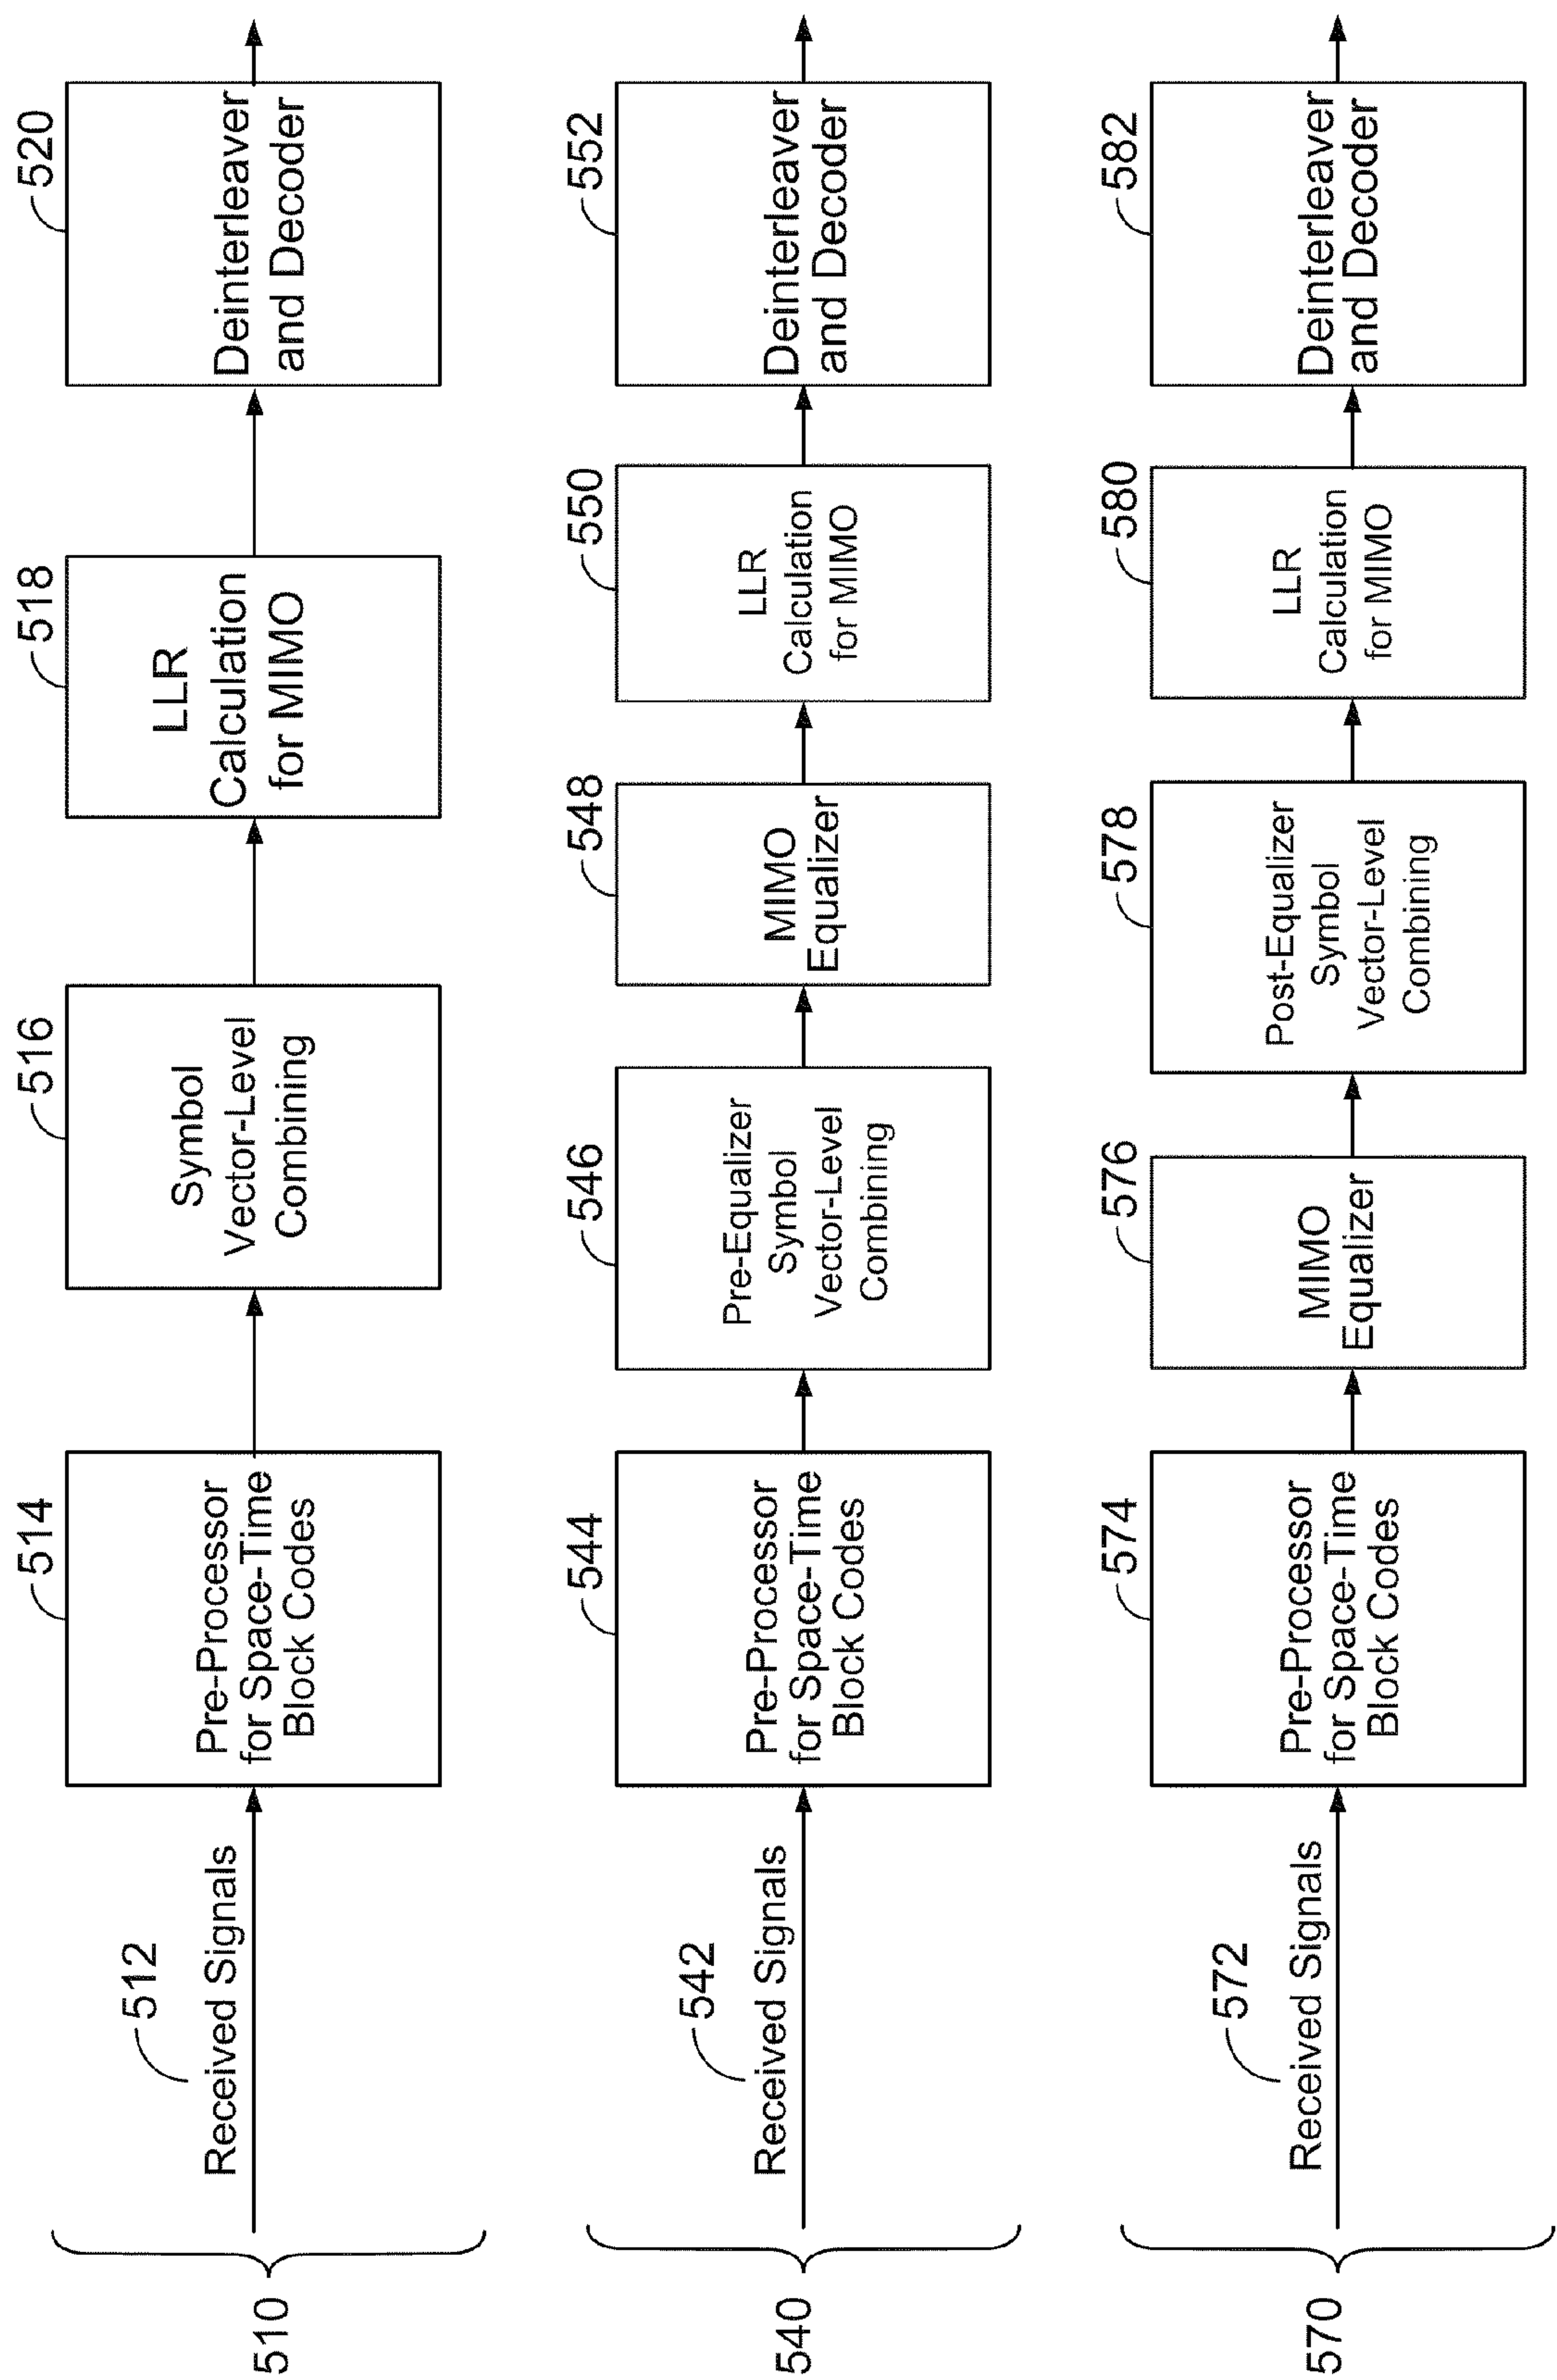 510
512
Received Signals
514
Pre-Processor
for Space-Time
Block Codes
516
Symbol
Vector-Level
Combining
518
LLR
Calculation
for MIMO
520
Deinterleaver
and Decoder
540
542
Received Signals
544
Pre-Processor
for Space-Time
Block Codes
546
Pre-Equalizer
Symbol
Vector-Level
Combining
548
MIMO
Equalizer
550
LLR
Calculation
for MIMO
552
Deinterleaver
and Decoder
570
572
Received Signals
574
Pre-Processor
for Space-Time
Block Codes
576
MIMO
Equalizer
578
Post-Equalizer
Symbol
Vector-Level
Combining
580
LLR
Calculation
for MIMO
582
Deinterleaver
and Decoder